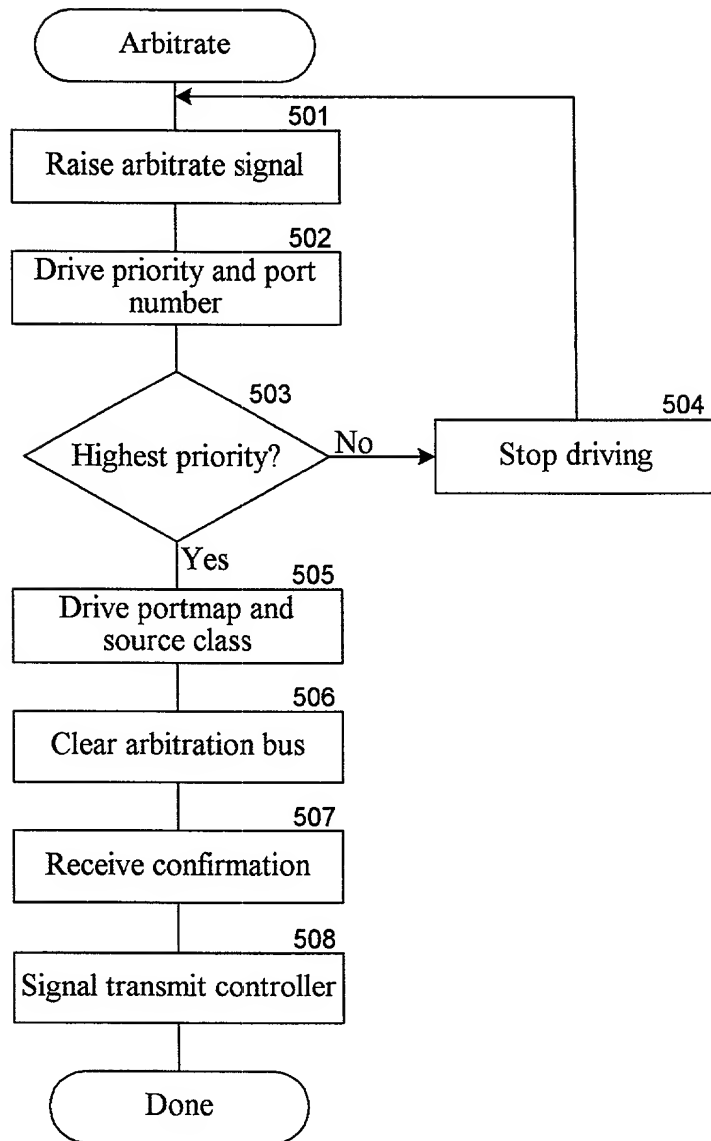 Arbitrate
501
Raise arbitrate signal
502
Drive priority and port
number
503
Highest priority?
No
504
Stop driving
Yes
505
Drive portmap and
source class
506
Clear arbitration bus
507
Receive confirmation
508
Signal transmit controller
Done